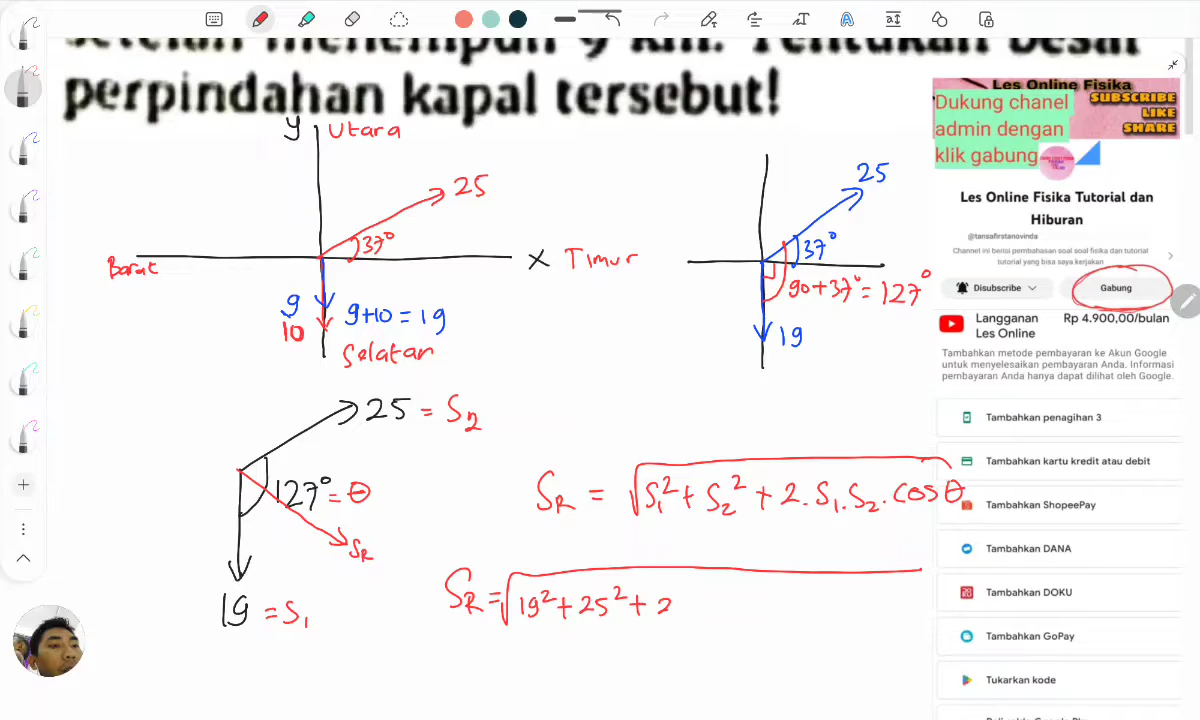 setelah menempuh 9 km. Tentukan besar
perpindahan kapal tersebut!
y Utara
25
37°
Barat
X Timur
9
10
9+10 = 19
Selatan
25
37°
90+37° = 127°
19
25 = S2
127° = θ
SR
19 = S1
SR = √S1² + S2² + 2. S1. S2. cos θ
SR = √19² + 25² + 2
Les Online Fisika
SUBSCRIBE
LIKE
SHARE
Dukung chanel
admin dengan
klik gabung
Les Online Fisika Tutorial dan
Hiburan
@tansafirstanovinda
Channel ini berisi pembahasan soal soal fisika dan tutorial
tutorial yang bisa saya kerjakan
Disubscribe
Gabung
Langganan
Les Online
Rp 4.900,00/bulan
Tambahkan metode pembayaran ke Akun Google
untuk menyelesaikan pembayaran Anda. Informasi
pembayaran Anda hanya dapat dilihat oleh Google.
Tambahkan penagihan 3
Tambahkan kartu kredit atau debit
Tambahkan ShopeePay
Tambahkan DANA
Tambahkan DOKU
Tambahkan GoPay
Tukarkan kode